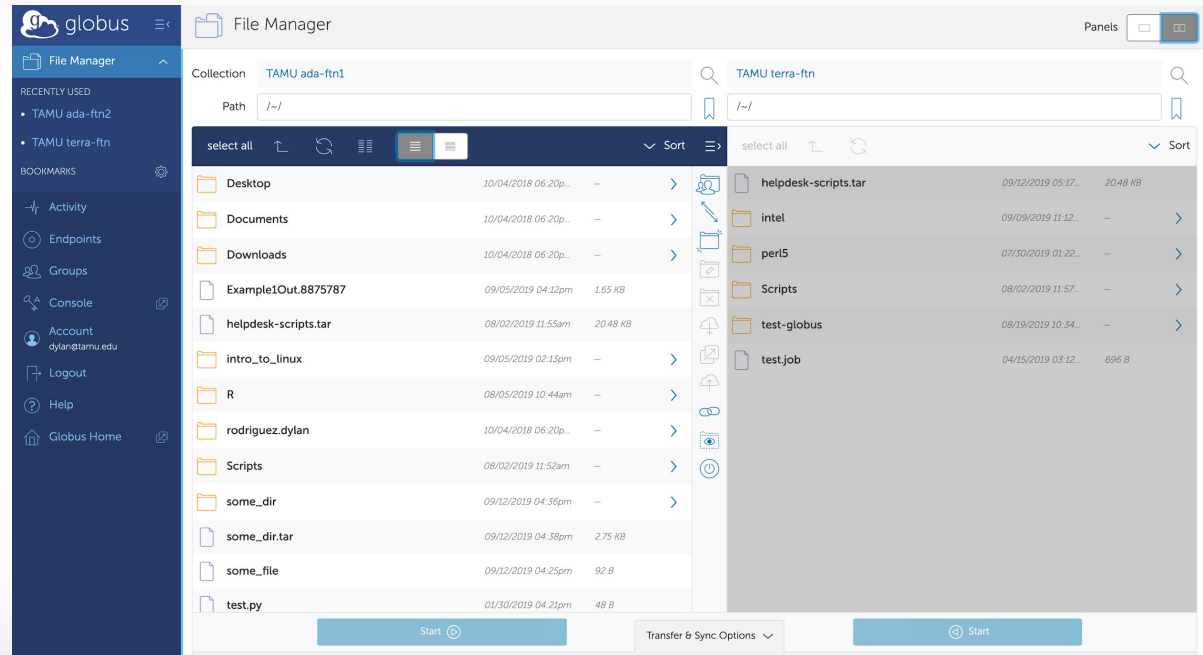 globus
File Manager
Panels
File Manager
RECENTLY USED
• TAMU ada-ftn2
• TAMU terra-ftn
BOOKMARKS
Activity
Endpoints
Groups
Console
Account
dylan@tamu.edu
Logout
Help
Globus Home
Collection TAMU ada-ftn1
Path /~/
select all Sort
Desktop 10/04/2018 06:20p... —
Documents 10/04/2018 06:20p... —
Downloads 10/04/2018 06:20p... —
Example1Out.8875787 09/05/2019 04:12pm 1.65 KB
helpdesk-scripts.tar 08/02/2019 11:55am 20.48 KB
intro_to_linux 09/05/2019 02:13pm —
R 08/05/2019 10:44am —
rodriguez.dylan 10/04/2018 06:20p... —
Scripts 08/02/2019 11:52am —
some_dir 09/12/2019 04:36pm —
some_dir.tar 09/12/2019 04:38pm 2.75 KB
some_file 09/12/2019 04:25pm 92 B
test.py 01/30/2019 04:21pm 48 B
Start
Transfer & Sync Options
TAMU terra-ftn
/~/
select all Sort
helpdesk-scripts.tar 09/12/2019 05:17... 20.48 KB
intel 09/09/2019 11:12... —
perl5 07/30/2019 01:22... —
Scripts 08/02/2019 11:57... —
test-globus 08/19/2019 10:34... —
test.job 04/15/2019 03:12... 696 B
Start